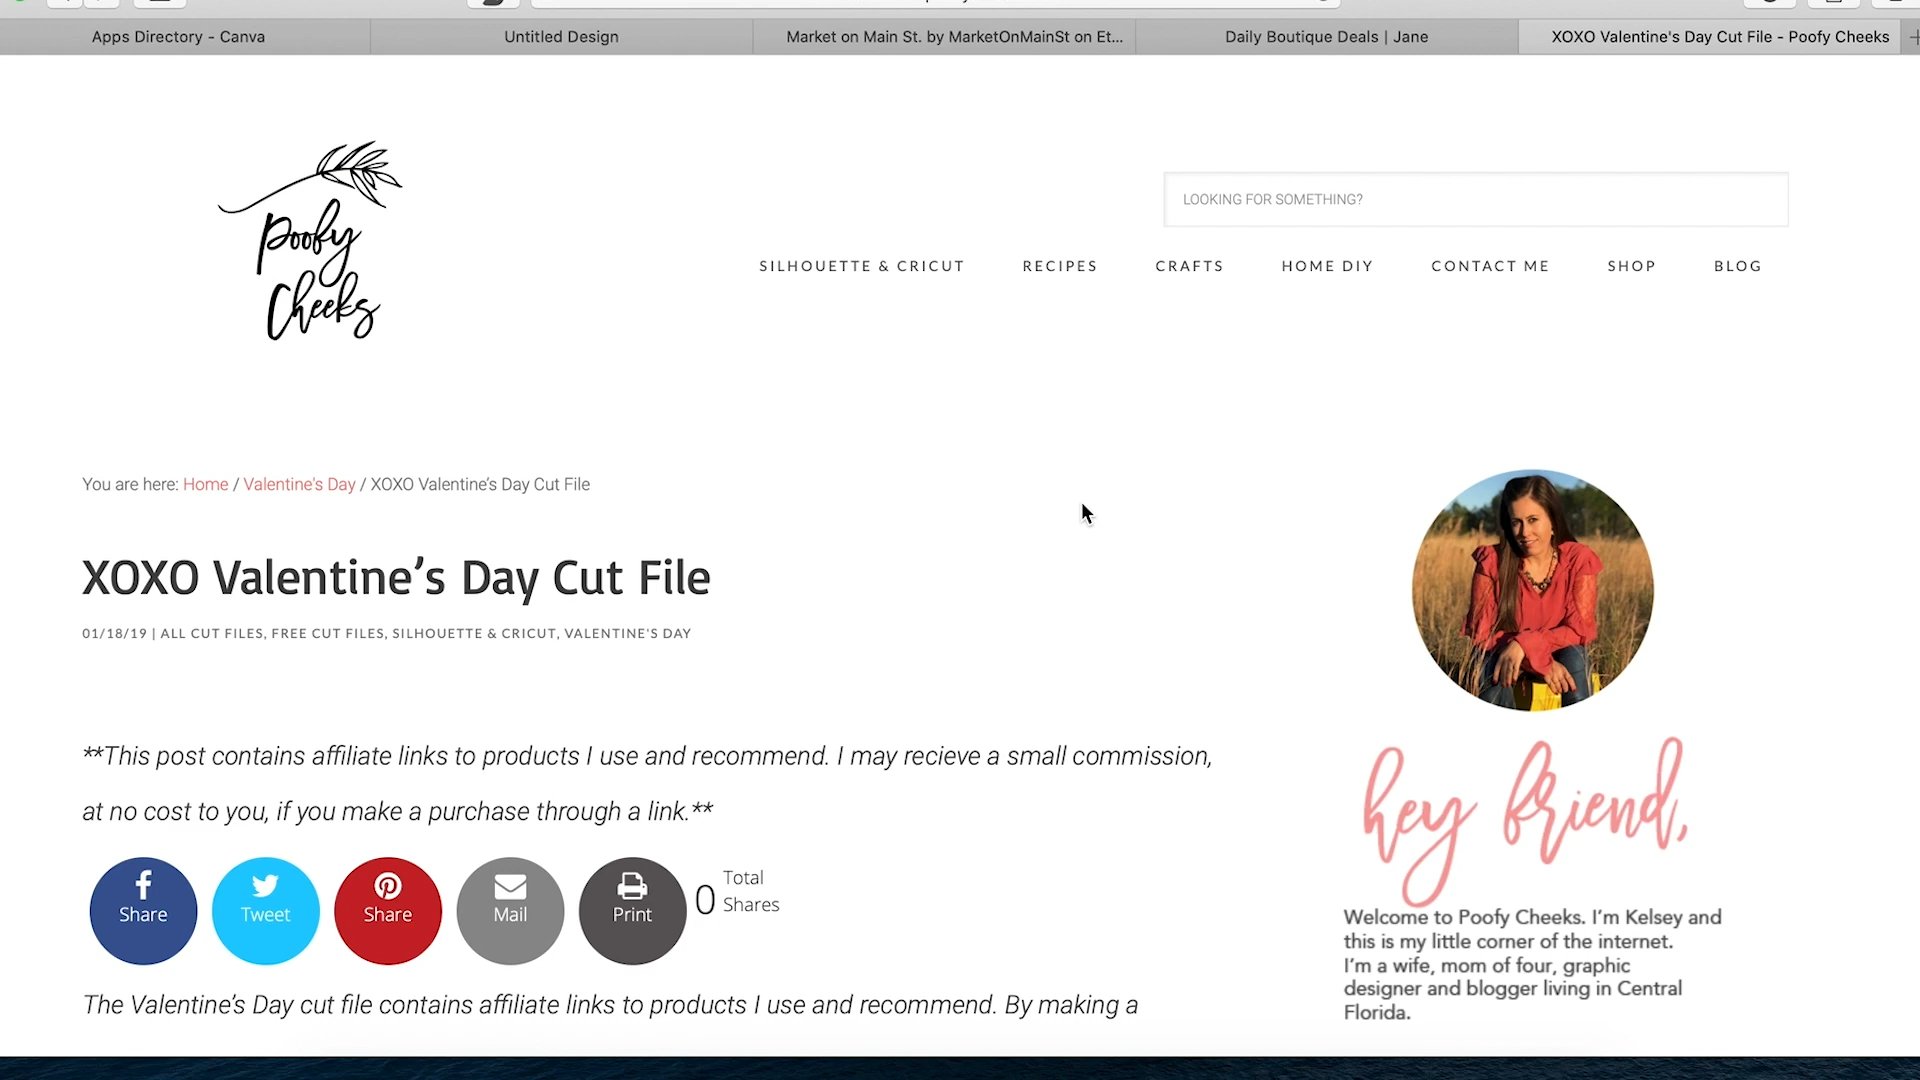 Apps Directory - Canva
Untitled Design
Market on Main St. by MarketOnMainSt on Et...
Daily Boutique Deals | Jane
XOXO Valentine's Day Cut File - Poofy Cheeks
Poofy
Cheeks
LOOKING FOR SOMETHING?
SILHOUETTE & CRICUT
RECIPES
CRAFTS
HOME DIY
CONTACT ME
SHOP
BLOG
You are here: Home / Valentine's Day / XOXO Valentine’s Day Cut File
XOXO Valentine’s Day Cut File
01/18/19 | ALL CUT FILES, FREE CUT FILES, SILHOUETTE & CRICUT, VALENTINE'S DAY
**This post contains affiliate links to products I use and recommend. I may recieve a small commission,
at no cost to you, if you make a purchase through a link.**
Share
Tweet
Share
Mail
Print
0
Total
Shares
The Valentine’s Day cut file contains affiliate links to products I use and recommend. By making a
hey friend,
Welcome to Poofy Cheeks. I’m Kelsey and
this is my little corner of the internet.
I’m a wife, mom of four, graphic
designer and blogger living in Central
Florida.